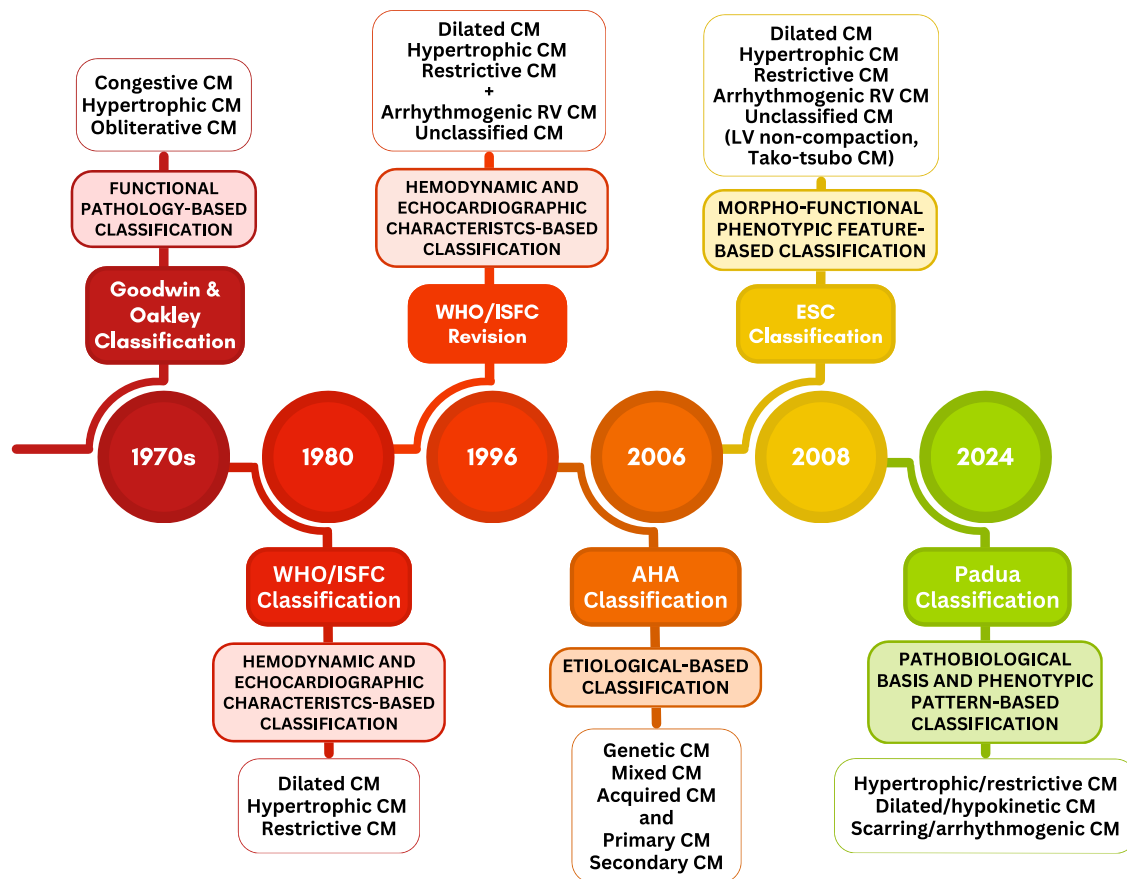 Congestive CM
Hypertrophic CM
Obliterative CM
FUNCTIONAL
PATHOLOGY-BASED
CLASSIFICATION
Goodwin &
Oakley
Classification
1970s
WHO/ISFC
Classification
HEMODYNAMIC AND
ECHOCARDIOGRAPHIC
CHARACTERISTCS-BASED
CLASSIFICATION
Dilated CM
Hypertrophic CM
Restrictive CM
1980
Dilated CM
Hypertrophic CM
Restrictive CM
+
Arrhythmogenic RV CM
Unclassified CM
HEMODYNAMIC AND
ECHOCARDIOGRAPHIC
CHARACTERISTCS-BASED
CLASSIFICATION
WHO/ISFC
Revision
1996
AHA
Classification
ETIOLOGICAL-BASED
CLASSIFICATION
Genetic CM
Mixed CM
Acquired CM
and
Primary CM
Secondary CM
2006
Dilated CM
Hypertrophic CM
Restrictive CM
Arrhythmogenic RV CM
Unclassified CM
(LV non-compaction,
Tako-tsubo CM)
MORPHO-FUNCTIONAL
PHENOTYPIC FEATURE-
BASED CLASSIFICATION
ESC
Classification
2008
2024
Padua
Classification
PATHOBIOLOGICAL
BASIS AND PHENOTYPIC
PATTERN-BASED
CLASSIFICATION
Hypertrophic/restrictive CM
Dilated/hypokinetic CM
Scarring/arrhythmogenic CM